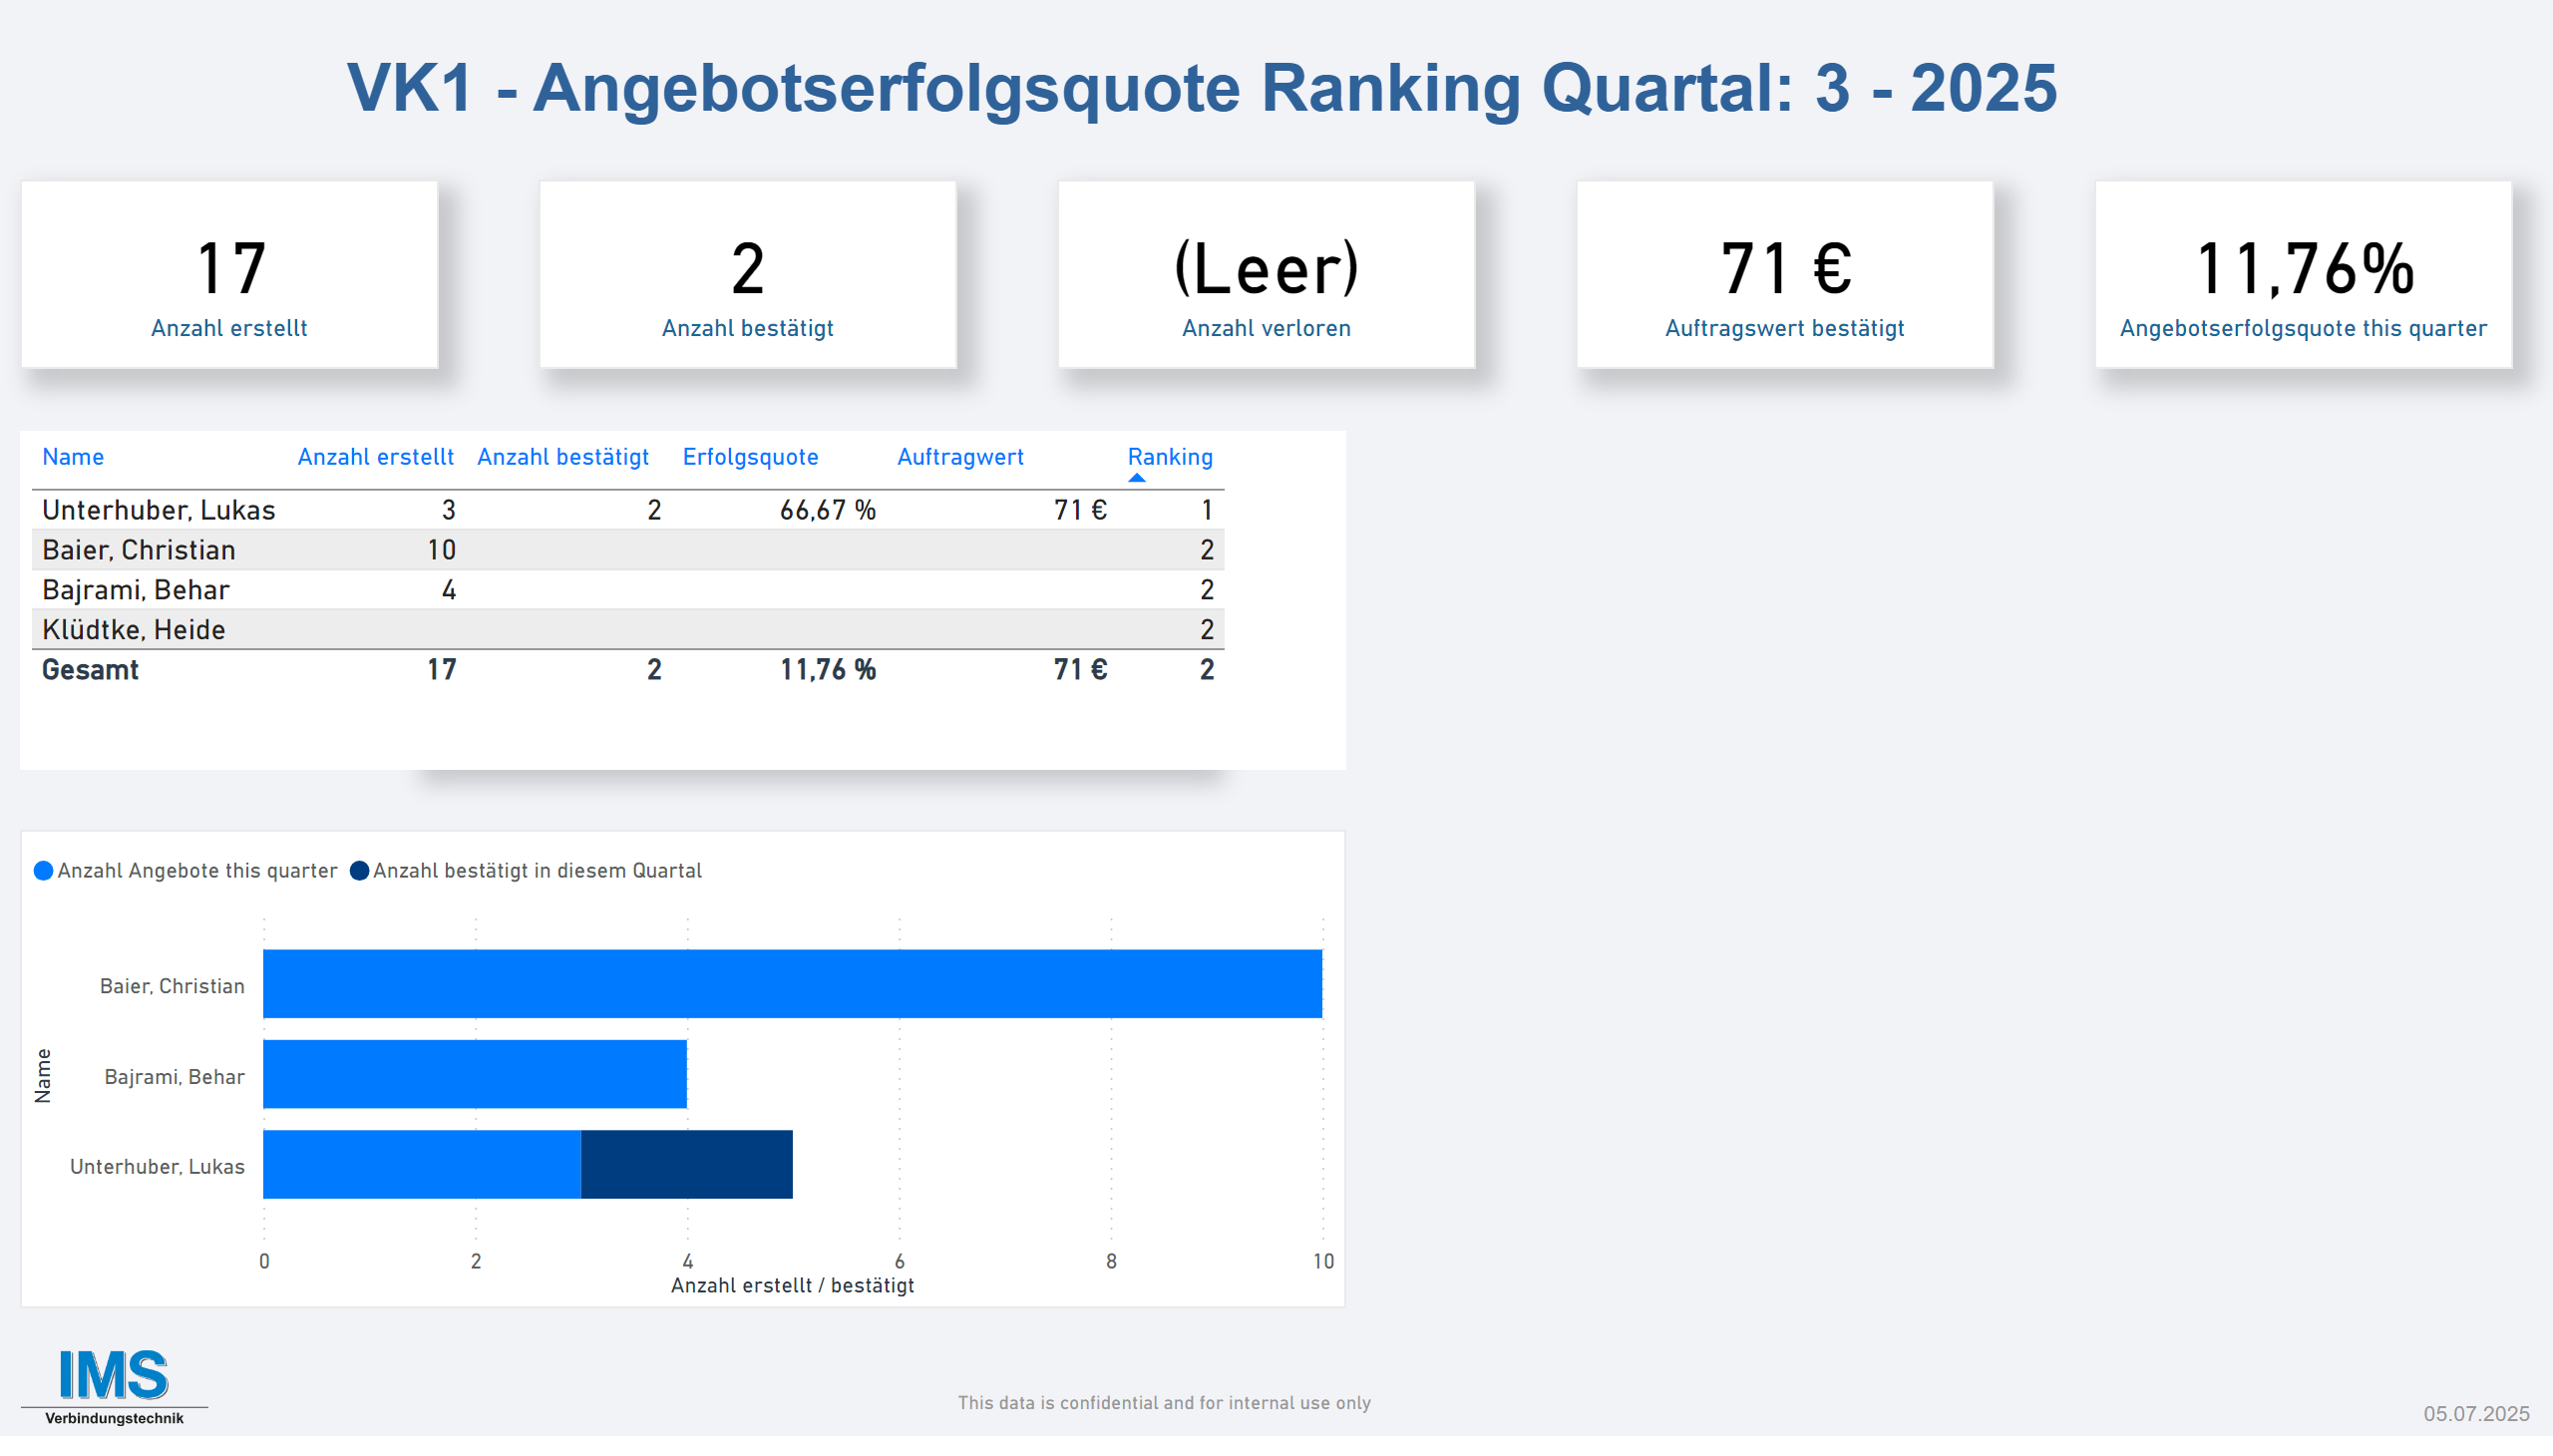 VK1 - Angebotserfolgsquote Ranking Quartal: 3 - 2025
17
Anzahl erstellt
2
Anzahl bestätigt
(Leer)
Anzahl verloren
71 €
Auftragswert bestätigt
11,76%
Angebotserfolgsquote this quarter
Name Anzahl erstellt Anzahl bestätigt Erfolgsquote Auftragwert Ranking
Unterhuber, Lukas 3 2 66,67 % 71 € 1
Baier, Christian 10 2
Bajrami, Behar 4 2
Klüdtke, Heide 2
Gesamt 17 2 11,76 % 71 € 2
Anzahl Angebote this quarter Anzahl bestätigt in diesem Quartal
Name
Baier, Christian
Bajrami, Behar
Unterhuber, Lukas
0 2 4 6 8 10
Anzahl erstellt / bestätigt
IMS
Verbindungstechnik
This data is confidential and for internal use only
05.07.2025